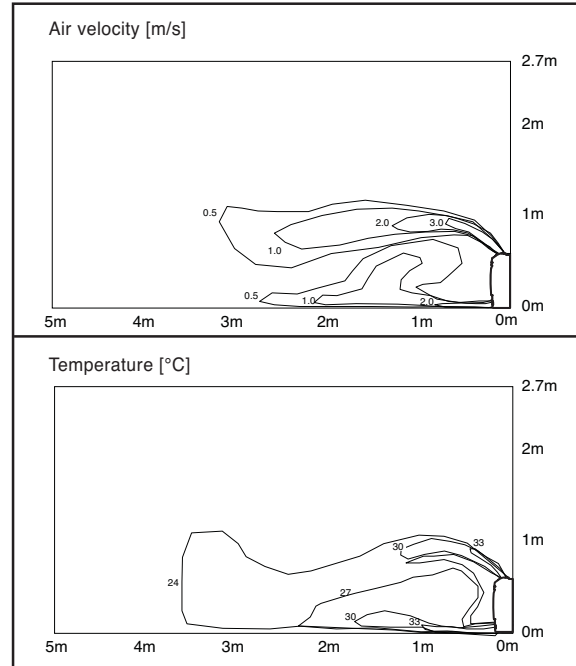 Air velocity [m/s]
2.7m
2m
1m
0m
0.5
2.0
3.0
1.0
0.5
1.0
2.0
5m 4m 3m 2m 1m 0m
Temperature [°C]
2.7m
2m
1m
0m
30
33
24
27
30
33
5m 4m 3m 2m 1m 0m